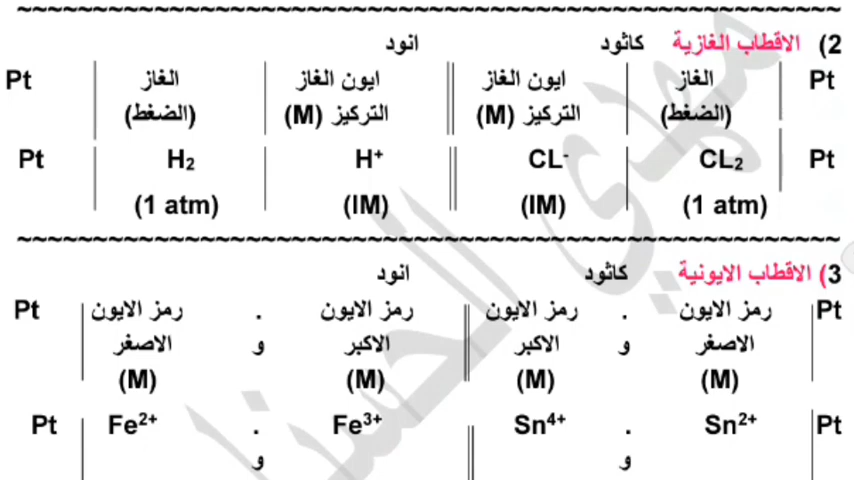 ~~~~~~~~~~~~~~~~~~~~~~~~~~~~~~~~~~~~~~~~~~~~~~~~
2) الاقطاب الغازية كاثود انود
Pt | الغاز | ايون الغاز || ايون الغاز | الغاز | Pt
(الضغط) | التركيز (M) || التركيز (M) | (الضغط)
Pt | H₂ | H⁺ || CL⁻ | CL₂ | Pt
(1 atm) | (IM) || (IM) | (1 atm)
~~~~~~~~~~~~~~~~~~~~~~~~~~~~~~~~~~~~~~~~~~~~~~~~
3) الاقطاب الايونية كاثود انود
Pt | رمز الايون . رمز الايون || رمز الايون . رمز الايون | Pt
الاصغر و الاكبر || الاكبر و الاصغر
(M) (M) || (M) (M)
Pt | Fe²⁺ . Fe³⁺ || Sn⁴⁺ . Sn²⁺ | Pt
و و